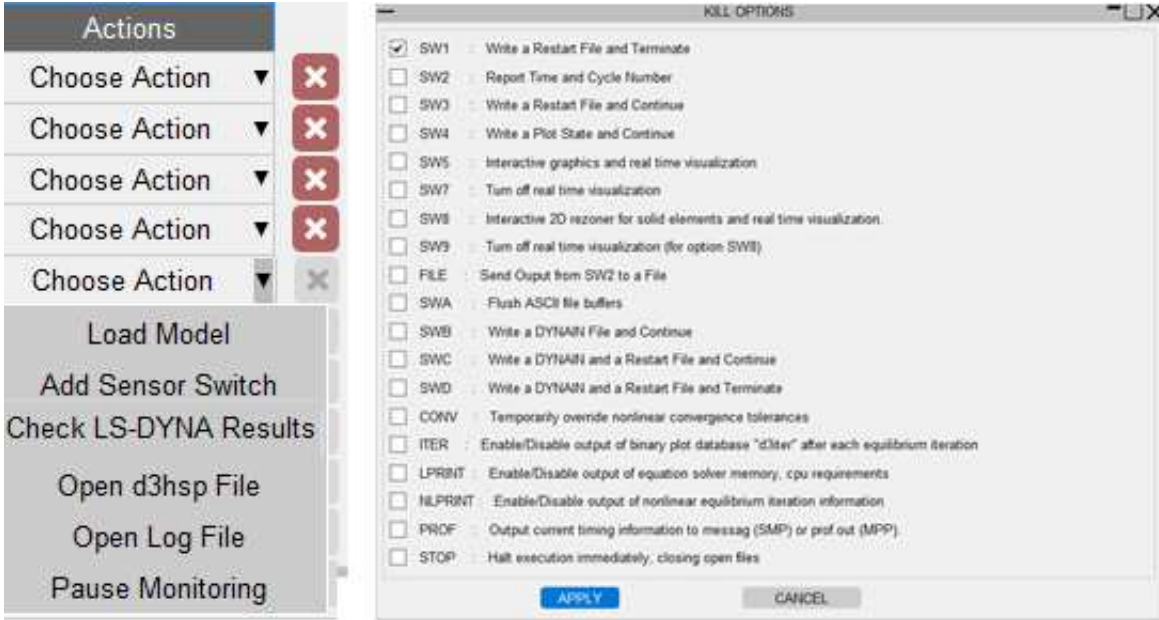 Actions
Choose Action
Choose Action
Choose Action
Choose Action
Choose Action
Load Model
Add Sensor Switch
Check LS-DYNA Results
Open d3hsp File
Open Log File
Pause Monitoring
KILL OPTIONS
SW1 : Write a Restart File and Terminate
SW2 : Report Time and Cycle Number
SW3 : Write a Restart File and Continue
SW4 : Write a Plot State and Continue
SW5 : Interactive graphics and real time visualization
SW7 : Turn off real time visualization
SW8 : Interactive 2D rezoner for solid elements and real time visualization.
SW9 : Turn off real time visualization (for option SW8)
FILE : Send Ouput from SW2 to a File
SWA : Flush ASCII file buffers
SWB : Write a DYNAIN File and Continue
SWC : Write a DYNAIN and a Restart File and Continue
SWD : Write a DYNAIN and a Restart File and Terminate
CONV : Temporarily override nonlinear convergence tolerances
ITER : Enable/Disable output of binary plot database "d3iter" after each equilibrium iteration
LPRINT : Enable/Disable output of equation solver memory, cpu requirements
NLPRINT : Enable/Disable output of nonlinear equilibrium iteration information
PROF : Output current timing information to messag (SMP) or prof out (MPP).
STOP : Halt execution immediately, closing open files
APPLY CANCEL